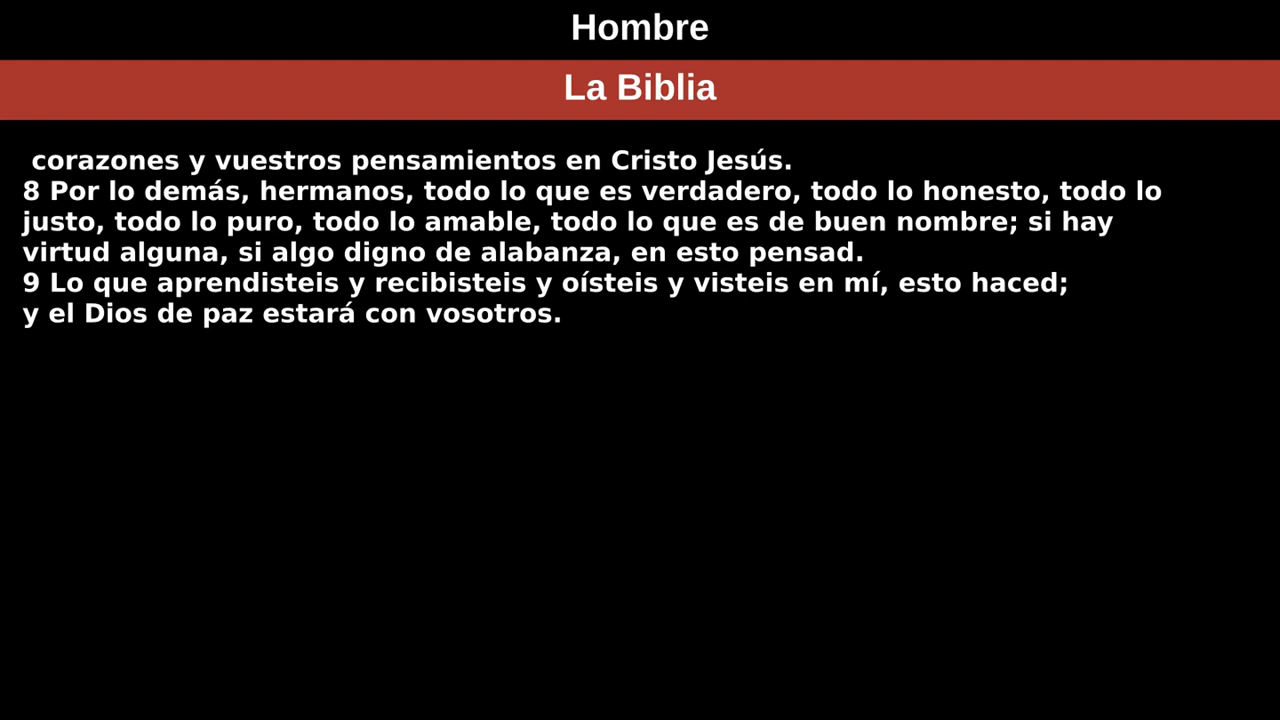 Hombre
La Biblia
corazones y vuestros pensamientos en Cristo Jesús.
8 Por lo demás, hermanos, todo lo que es verdadero, todo lo honesto, todo lo
justo, todo lo puro, todo lo amable, todo lo que es de buen nombre; si hay
virtud alguna, si algo digno de alabanza, en esto pensad.
9 Lo que aprendisteis y recibisteis y oísteis y visteis en mí, esto haced;
y el Dios de paz estará con vosotros.